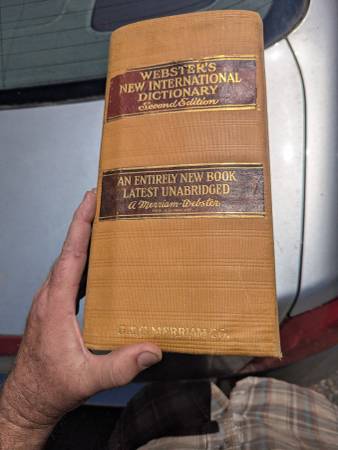 WEBSTER'S
NEW INTERNATIONAL
DICTIONARY
Second Edition
AN ENTIRELY NEW BOOK
LATEST UNABRIDGED
A Merriam-Webster
G.&C. MERRIAM CO.